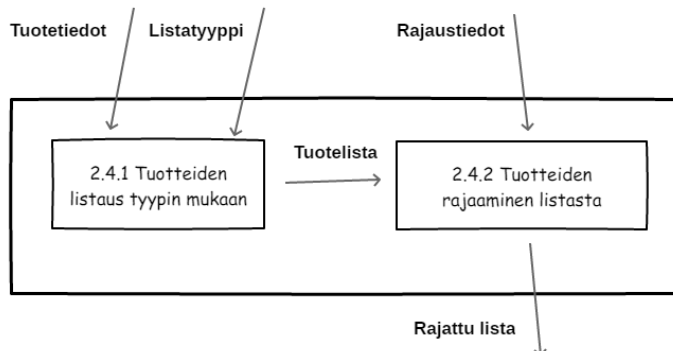 Tuotetiedot
Listatyyppi
Rajaustiedot
2.4.1 Tuotteiden
listaus tyypin mukaan
Tuotelista
2.4.2 Tuotteiden
rajaaminen listasta
Rajattu lista